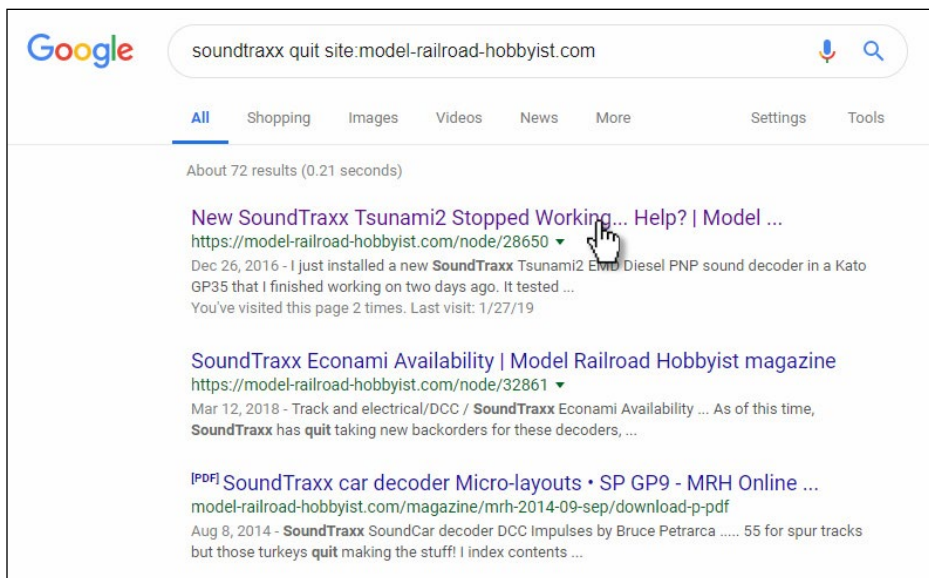 Google
soundtraxx quit site:model-railroad-hobbyist.com
All Shopping Images Videos News More Settings Tools
About 72 results (0.21 seconds)
New SoundTraxx Tsunami2 Stopped Working... Help? | Model ...
https://model-railroad-hobbyist.com/node/28650
Dec 26, 2016 - I just installed a new SoundTraxx Tsunami2 EMD Diesel PNP sound decoder in a Kato
GP35 that I finished working on two days ago. It tested ...
You've visited this page 2 times. Last visit: 1/27/19
SoundTraxx Econami Availability | Model Railroad Hobbyist magazine
https://model-railroad-hobbyist.com/node/32861
Mar 12, 2018 - Track and electrical/DCC / SoundTraxx Economi Availability ... As of this time,
SoundTraxx has quit taking new backorders for these decoders, ...
[PDF] SoundTraxx car decoder Micro-layouts • SP GP9 - MRH Online ...
model-railroad-hobbyist.com/magazine/mrh-2014-09-sep/download-p-pdf
Aug 8, 2014 - SoundTraxx SoundCar decoder DCC Impulses by Bruce Petrarca ..... 55 for spur tracks
but those turkeys quit making the stuff! I index contents ...